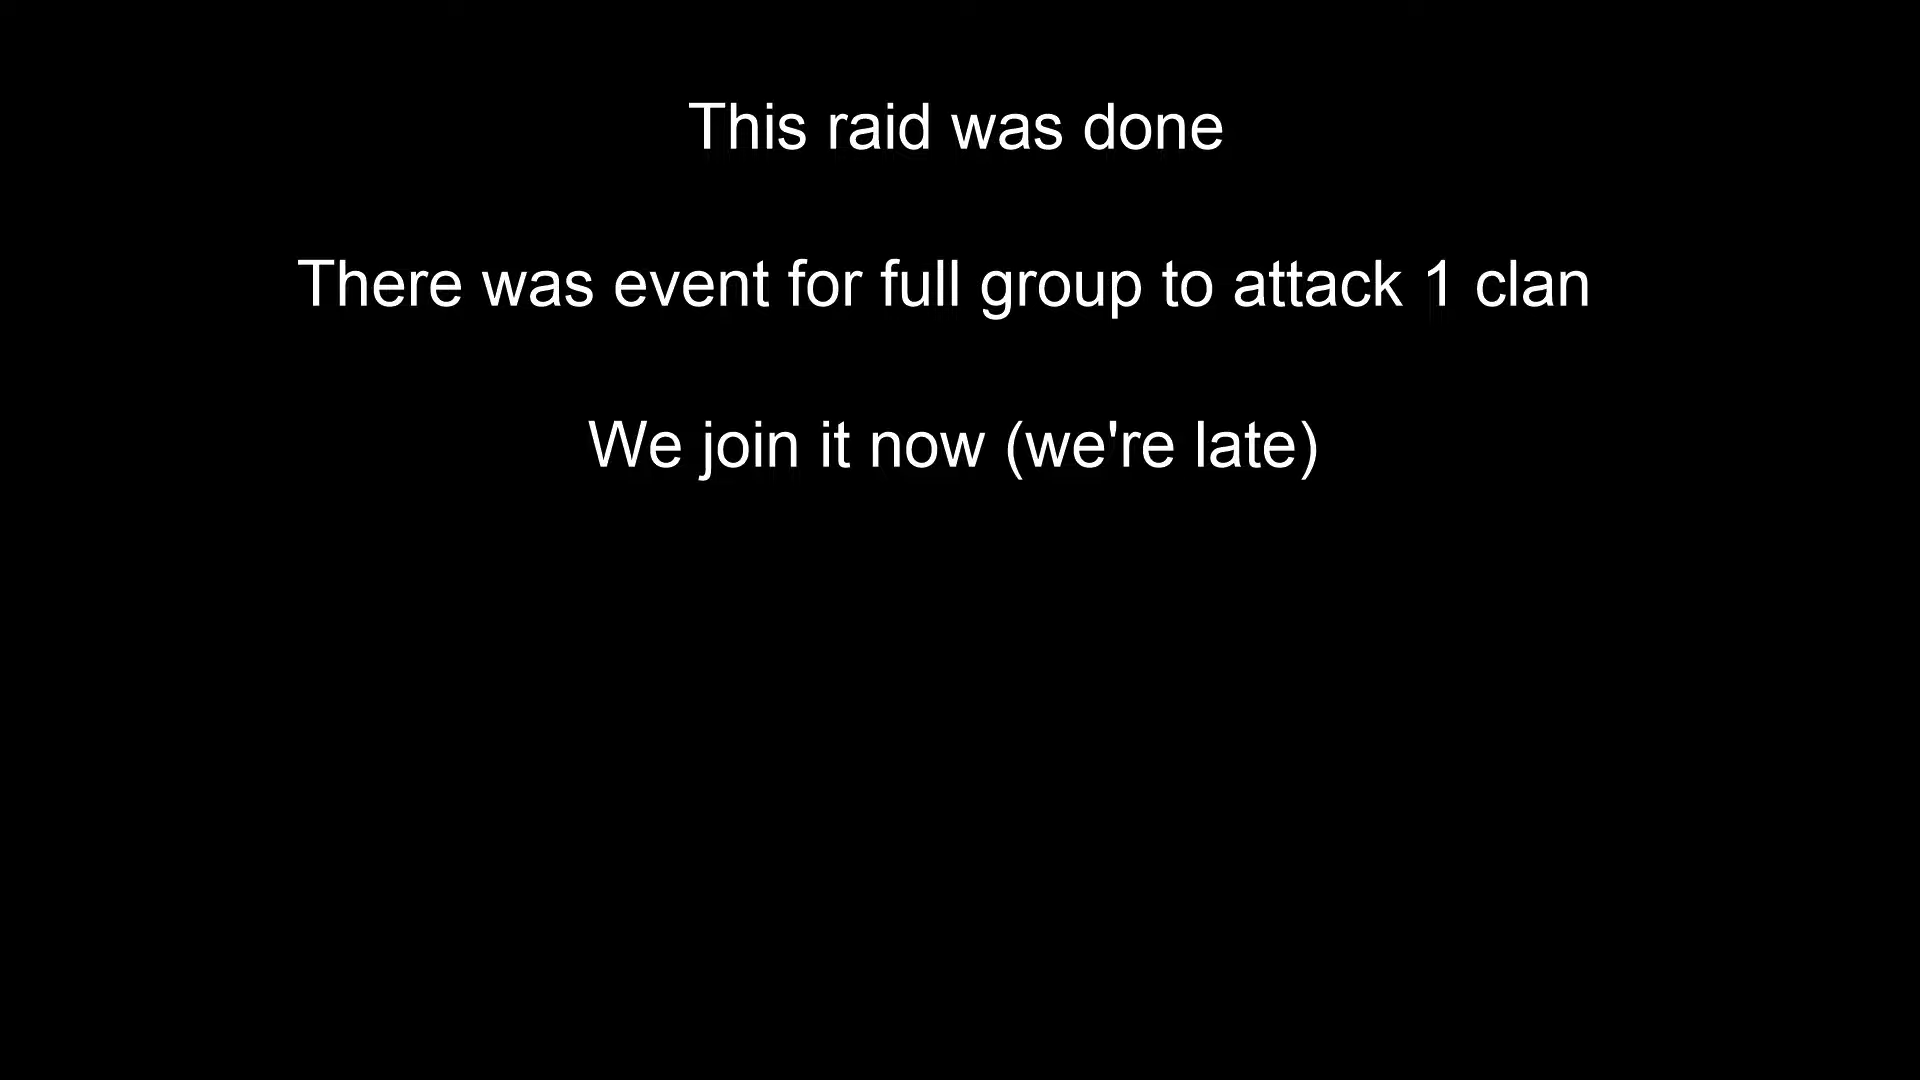 This raid was done
There was event for full group to attack 1 clan
We join it now (we're late)